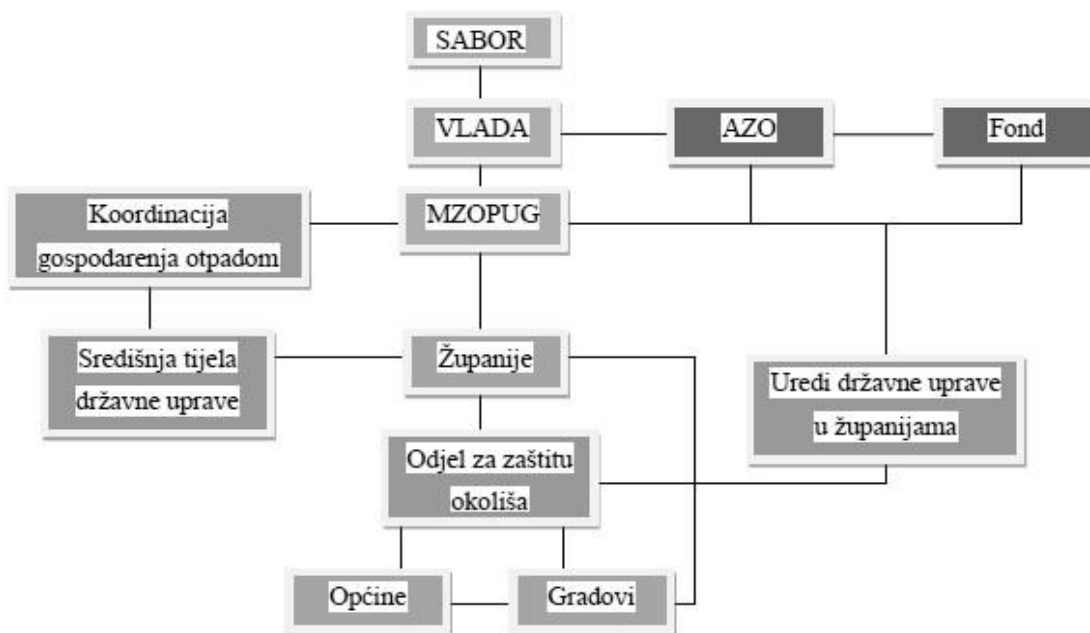 SABOR
VLADA
AZO
Fond
Koordinacija
gospodarenja otpadom
MZOPUG
Središnja tijela
državne uprave
Županije
Uredi državne uprave
u županijama
Odjel za zaštitu
okoliša
Općine
Gradovi